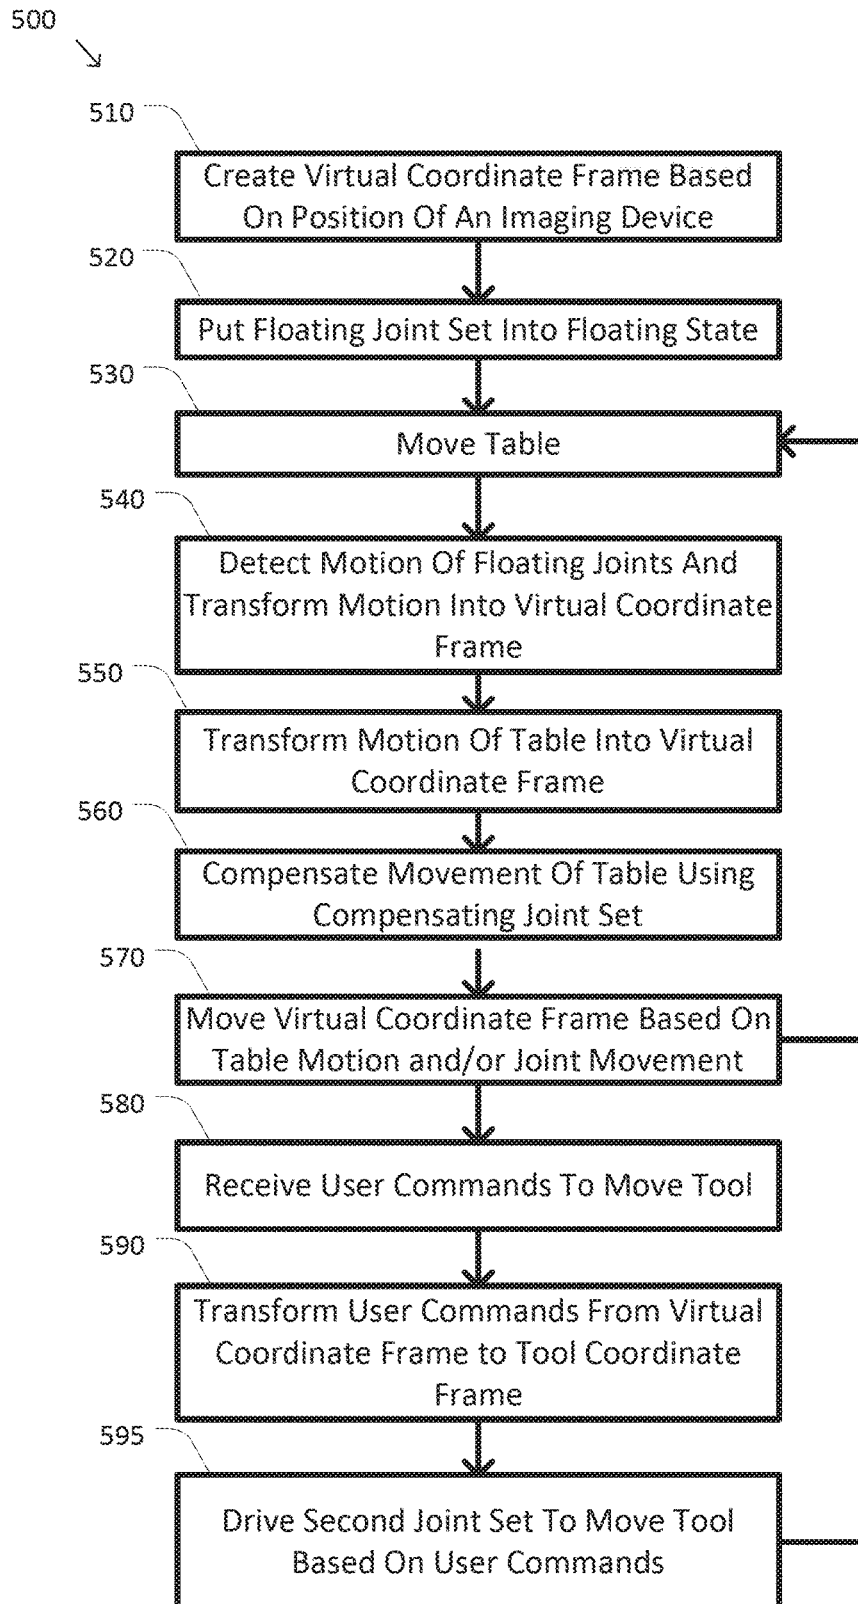 500
510
Create Virtual Coordinate Frame Based
On Position Of An Imaging Device
520
Put Floating Joint Set Into Floating State
530
Move Table
540
Detect Motion Of Floating Joints And
Transform Motion Into Virtual Coordinate
Frame
550
Transform Motion Of Table Into Virtual
Coordinate Frame
560
Compensate Movement Of Table Using
Compensating Joint Set
570
Move Virtual Coordinate Frame Based On
Table Motion and/or Joint Movement
580
Receive User Commands To Move Tool
590
Transform User Commands From Virtual
Coordinate Frame to Tool Coordinate
Frame
595
Drive Second Joint Set To Move Tool
Based On User Commands